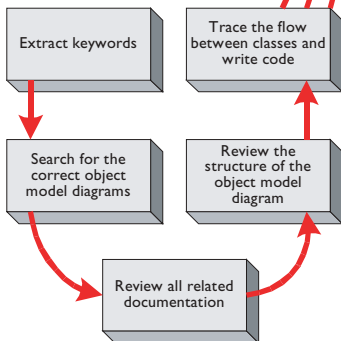 Extract keywords
Search for the
correct object
model diagrams
Review all related
documentation
Review the
structure of the
object model
diagram
Trace the flow
between classes and
write code